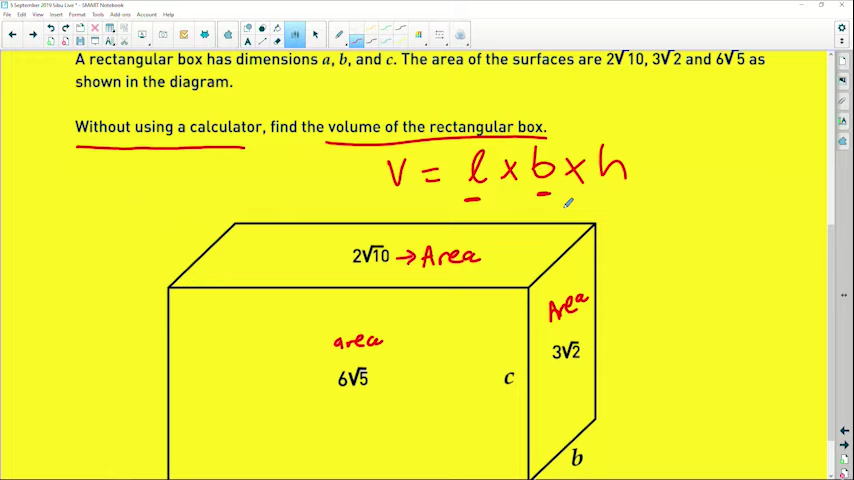 5 September 2019 Sibu Live * - SMART Notebook
File Edit View Insert Format Tools Add-ons Account Help
A rectangular box has dimensions a, b, and c. The area of the surfaces are 2√10, 3√2 and 6√5 as
shown in the diagram.
Without using a calculator, find the volume of the rectangular box.
V = l × b × h
2√10 → Area
Area
area
3√2
6√5
c
b